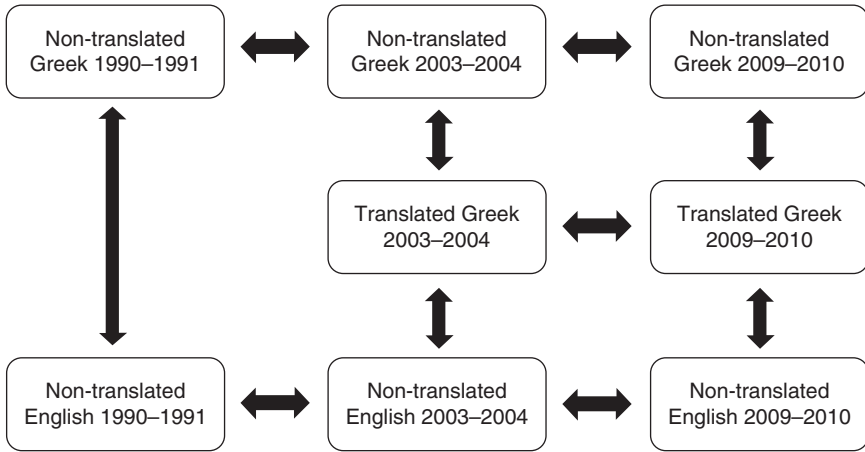 Non-translated
Greek 1990–1991
Non-translated
Greek 2003–2004
Non-translated
Greek 2009–2010
Translated Greek
2003–2004
Translated Greek
2009–2010
Non-translated
English 1990–1991
Non-translated
English 2003–2004
Non-translated
English 2009–2010